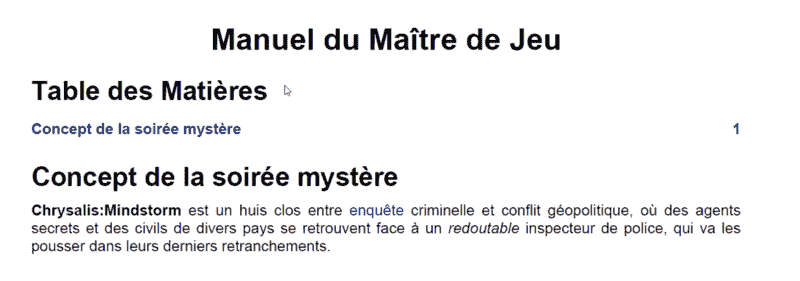 Manuel du Maître de Jeu
Table des Matières
Concept de la soirée mystère 1
Concept de la soirée mystère
Chrysalis:Mindstorm est un huis clos entre enquête criminelle et conflit géopolitique, où des agents
secrets et des civils de divers pays se retrouvent face à un redoutable inspecteur de police, qui va les
pousser dans leurs derniers retranchements.